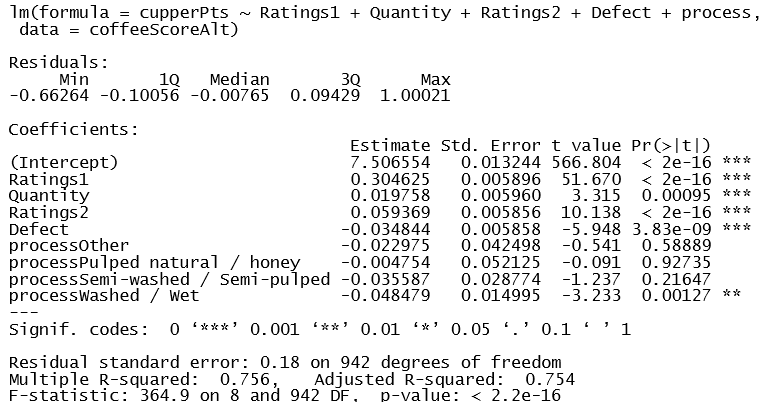 lm(formula = cupperPts ~ Ratings1 + Quantity + Ratings2 + Defect + process,
 data = coffeeScoreAlt)

Residuals:
     Min       1Q   Median       3Q      Max
-0.66264 -0.10056 -0.00765  0.09429  1.00021

Coefficients:
                                    Estimate Std. Error t value Pr(>|t|)
(Intercept)                         7.506554   0.013244 566.804  < 2e-16 ***
Ratings1                            0.304625   0.005896  51.670  < 2e-16 ***
Quantity                            0.019758   0.005960   3.315  0.00095 ***
Ratings2                            0.059369   0.005856  10.138  < 2e-16 ***
Defect                             -0.034844   0.005858  -5.948 3.83e-09 ***
processOther                       -0.022975   0.042498  -0.541  0.58889
processPulped natural / honey      -0.004754   0.052125  -0.091  0.92735
processSemi-washed / Semi-pulped   -0.035587   0.028774  -1.237  0.21647
processWashed / Wet                -0.048479   0.014995  -3.233  0.00127 **
---
Signif. codes:  0 ‘***’ 0.001 ‘**’ 0.01 ‘*’ 0.05 ‘.’ 0.1 ‘ ’ 1

Residual standard error: 0.18 on 942 degrees of freedom
Multiple R-squared:  0.756,   Adjusted R-squared:  0.754
F-statistic: 364.9 on 8 and 942 DF,  p-value: < 2.2e-16